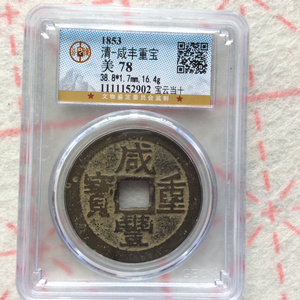 1853
清-咸丰重宝
美 78
38.8*1.7mm,16.4g
1111152902 宝云当十
咸
寶 重
豐